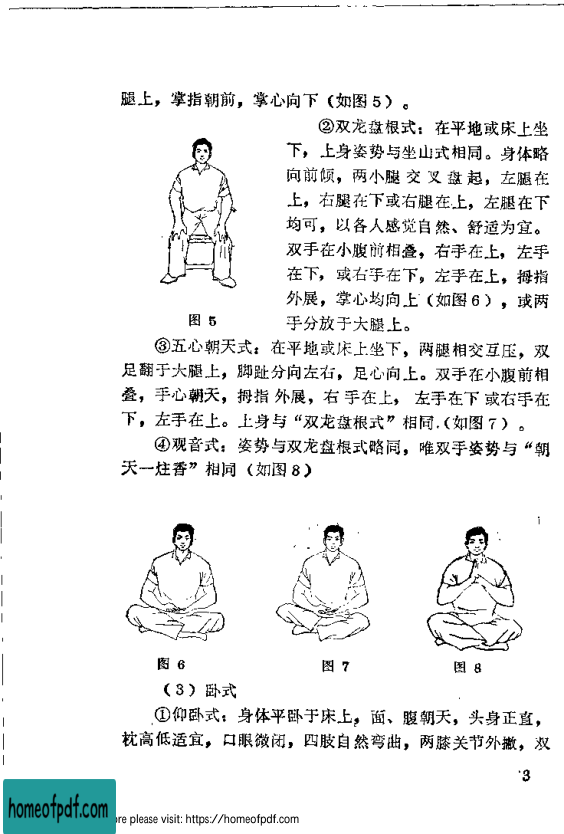 腿上，掌指朝前，掌心向下（如图5）。
②双龙盘根式：在平地或床上坐
下，上身姿势与坐山式相同。身体略
向前倾，两小腿交叉盘起，左腿在
上，右腿在下或右腿在上，左腿在下
均可，以各人感觉自然、舒适为宜。
双手在小腹前相叠，右手在上，左手
在下，或右手在下，左手在上，拇指
外展，掌心均向上（如图6），或两
手分放于大腿上。
图 5
③五心朝天式：在平地或床上坐下，两腿相交互压，双
足翻于大腿上，脚趾分向左右，足心向上。双手在小腹前相
叠，手心朝天，拇指外展，右手在上，左手在下或右手在
下，左手在上。上身与“双龙盘根式”相同（如图7）。
④观音式：姿势与双龙盘根式略同，唯双手姿势与“朝
天一炷香”相同（如图8）
图 6
图 7
图 8
（3）卧式
①仰卧式：身体平卧于床上，面、腹朝天，头身正直，
枕高低适宜，口眼微闭，四肢自然弯曲，两膝关节外撇，双
3
homeofpdf.com
re please visit: https://homeofpdf.com